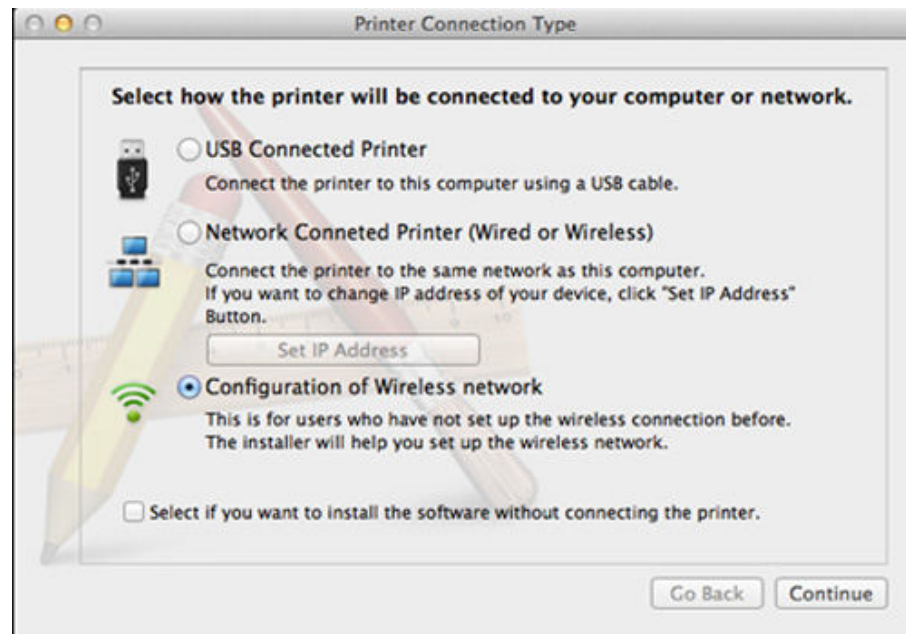 Printer Connection Type
Select how the printer will be connected to your computer or network.
USB Connected Printer
Connect the printer to this computer using a USB cable.
Network Conneted Printer (Wired or Wireless)
Connect the printer to the same network as this computer.
If you want to change IP address of your device, click "Set IP Address"
Button.
Set IP Address
Configuration of Wireless network
This is for users who have not set up the wireless connection before.
The installer will help you set up the wireless network.
Select if you want to install the software without connecting the printer.
Go Back Continue